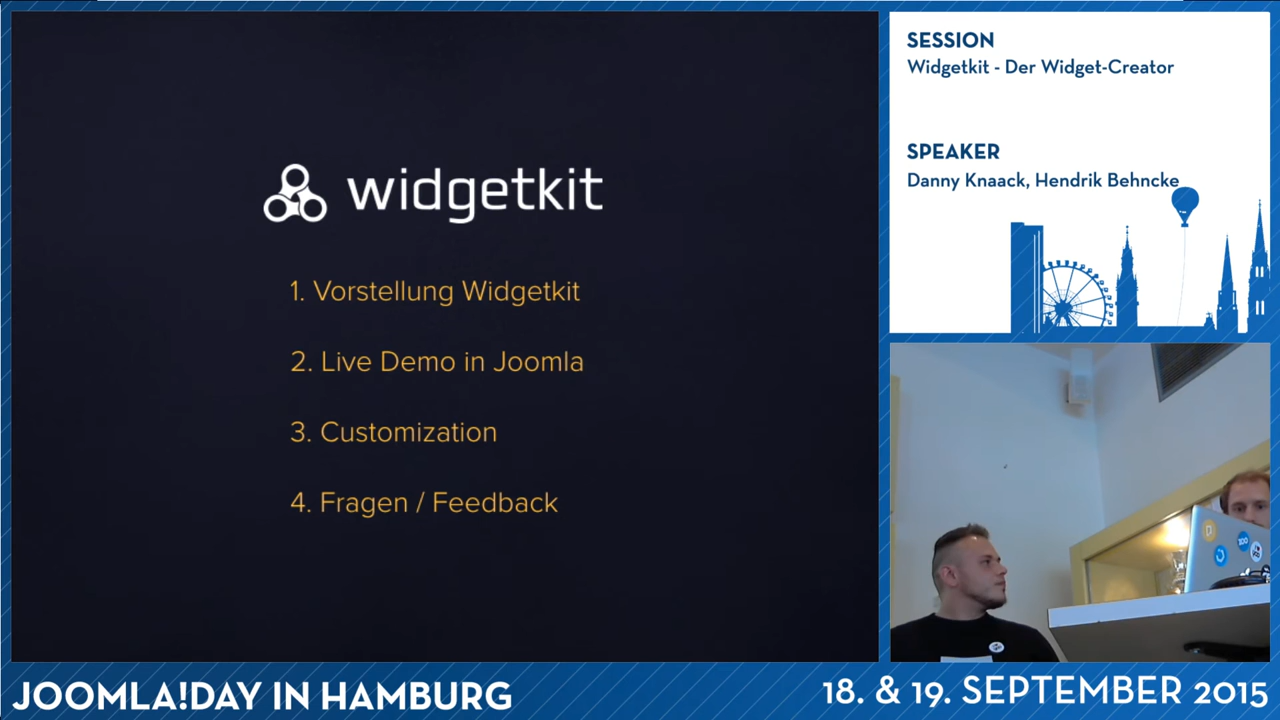 widgetkit
1. Vorstellung Widgetkit
2. Live Demo in Joomla
3. Customization
4. Fragen / Feedback
SESSION
Widgetkit - Der Widget-Creator
SPEAKER
Danny Knaack, Hendrik Behncke
JOOMLA!DAY IN HAMBURG
18. & 19. SEPTEMBER 2015